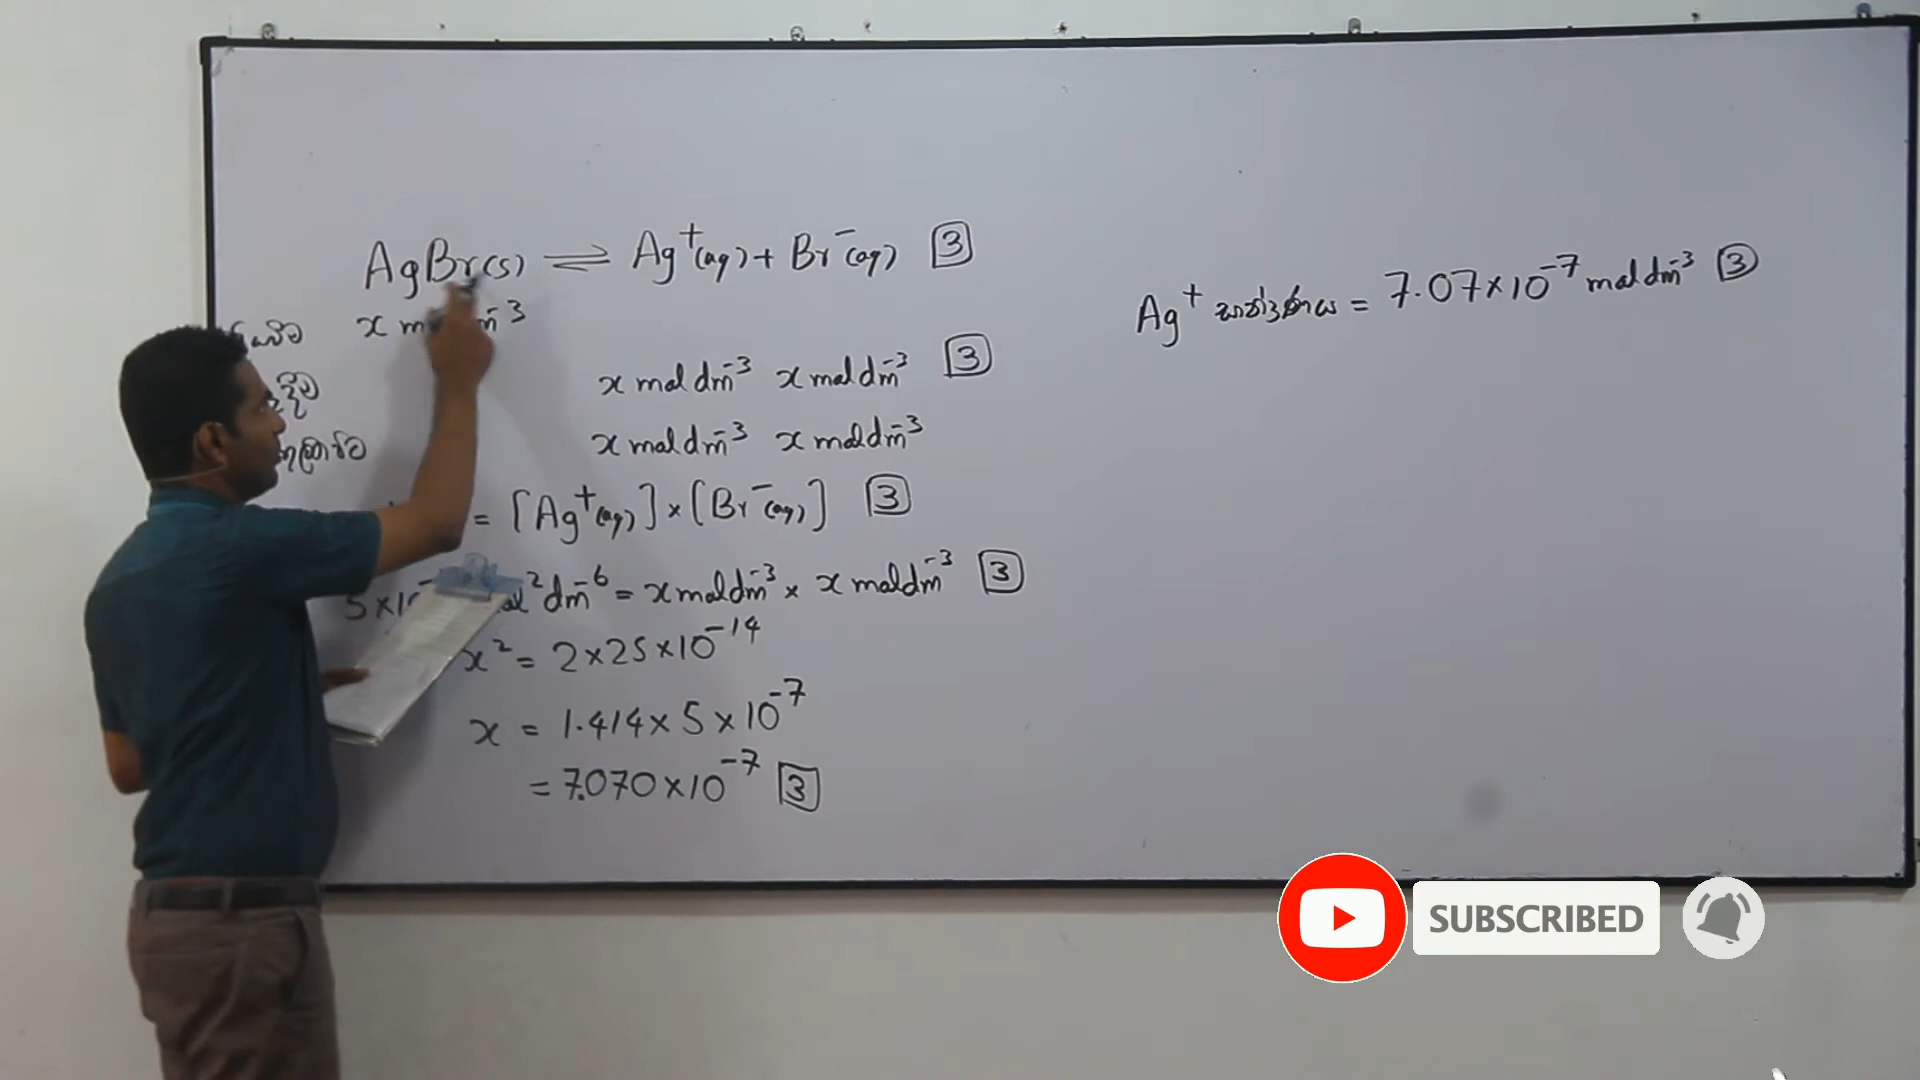 AgBr(s) ⇌ Ag⁺(aq) + Br⁻(aq) 3
x m
x mol dm⁻³ x mol dm⁻³ 3
x mol dm⁻³ x mol dm⁻³
= [Ag⁺(aq)] × [Br⁻(aq)] 3
5×10 mol² dm⁻⁶ = x mol dm⁻³ × x mol dm⁻³ 3
x² = 2×25×10⁻¹⁴
x = 1.414 × 5 × 10⁻⁷
= 7.070×10⁻⁷ 3
Ag⁺ සාන්ද්‍රණය = 7.07×10⁻⁷ mol dm⁻³ 3
SUBSCRIBED